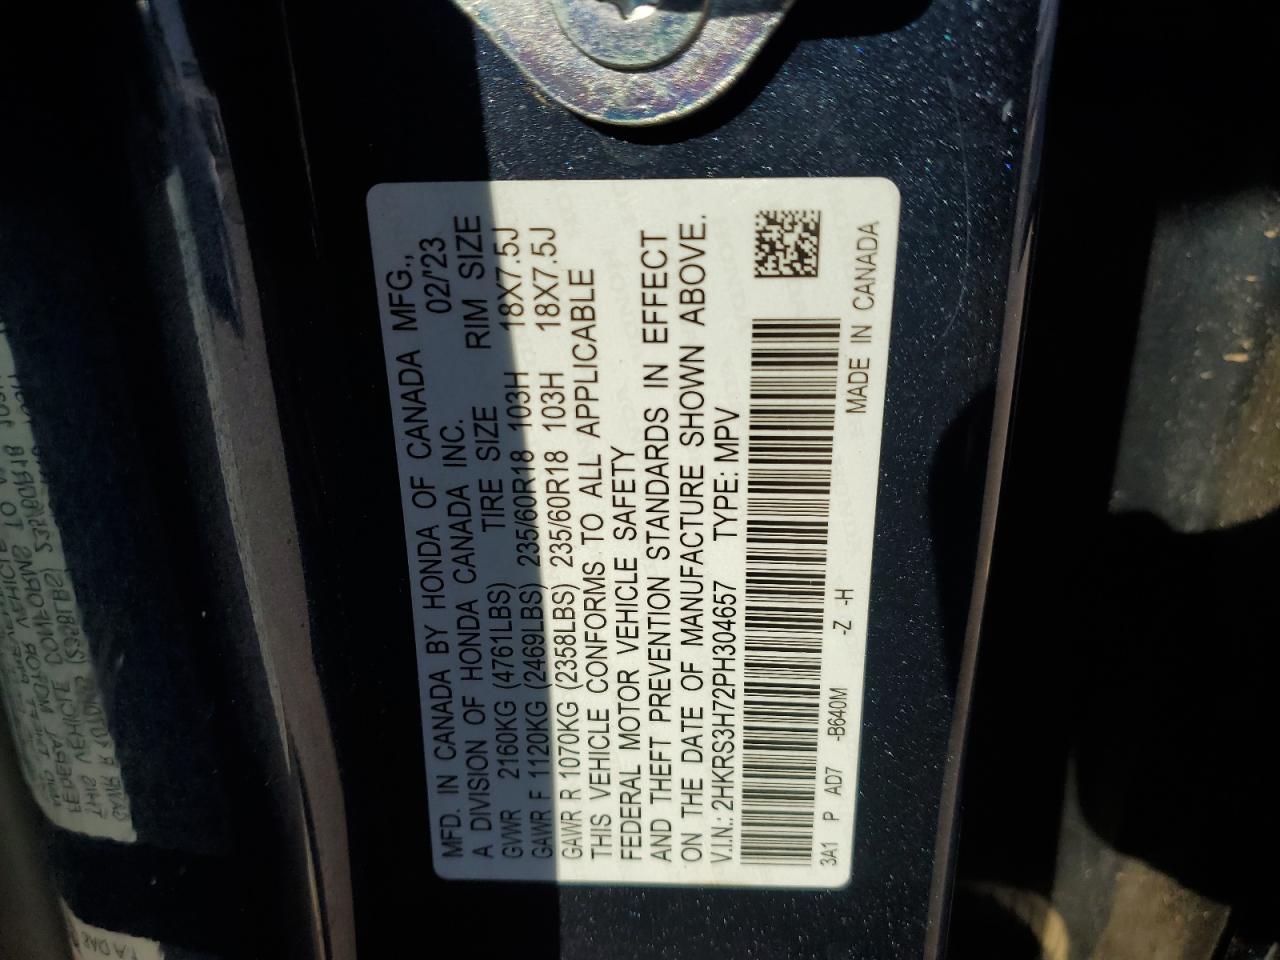 MFD. IN CANADA BY HONDA OF CANADA MFG.,
A DIVISION OF HONDA CANADA INC. 02/'23
GVWR 2160KG (4761LBS) TIRE SIZE RIM SIZE
GAWR F 1120KG (2469LBS) 235/60R18 103H 18X7.5J
GAWR R 1070KG (2358LBS) 235/60R18 103H 18X7.5J
THIS VEHICLE CONFORMS TO ALL APPLICABLE
FEDERAL MOTOR VEHICLE SAFETY
AND THEFT PREVENTION STANDARDS IN EFFECT
ON THE DATE OF MANUFACTURE SHOWN ABOVE.
V.I.N.: 2HKRS3H72PH304657 TYPE: MPV
3A1 P AD7 -B640M -Z -H MADE IN CANADA